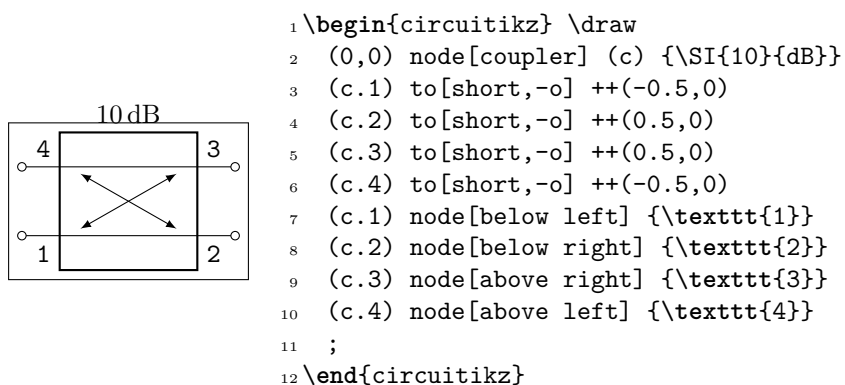 10 dB
4 3
1 2
1 \begin{circuitikz} \draw
2 (0,0) node[coupler] (c) {\SI{10}{dB}}
3 (c.1) to[short,-o] ++(-0.5,0)
4 (c.2) to[short,-o] ++(0.5,0)
5 (c.3) to[short,-o] ++(0.5,0)
6 (c.4) to[short,-o] ++(-0.5,0)
7 (c.1) node[below left] {\texttt{1}}
8 (c.2) node[below right] {\texttt{2}}
9 (c.3) node[above right] {\texttt{3}}
10 (c.4) node[above left] {\texttt{4}}
11 ;
12 \end{circuitikz}